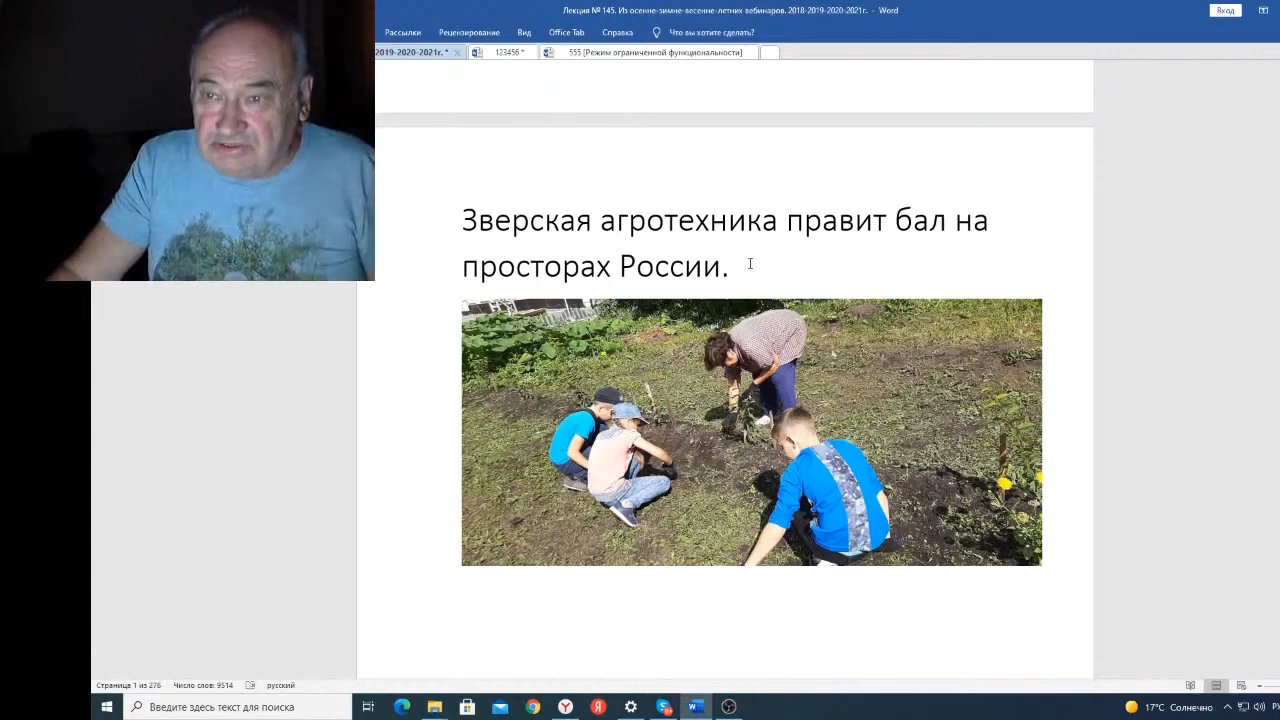 Лекция № 145. Из осенне-зимне-весенне-летних вебинаров. 2018-2019-2020-2021г. - Word
Вход
Рассылки Рецензирование Вид Office Tab Справка Что вы хотите сделать?
2019-2020-2021г. * 123456 * 555 [Режим ограниченной функциональности]
Зверская агротехника правит бал на
просторах России.
Страница 1 из 276 Число слов: 9514 русский
Введите здесь текст для поиска
17°C Солнечно